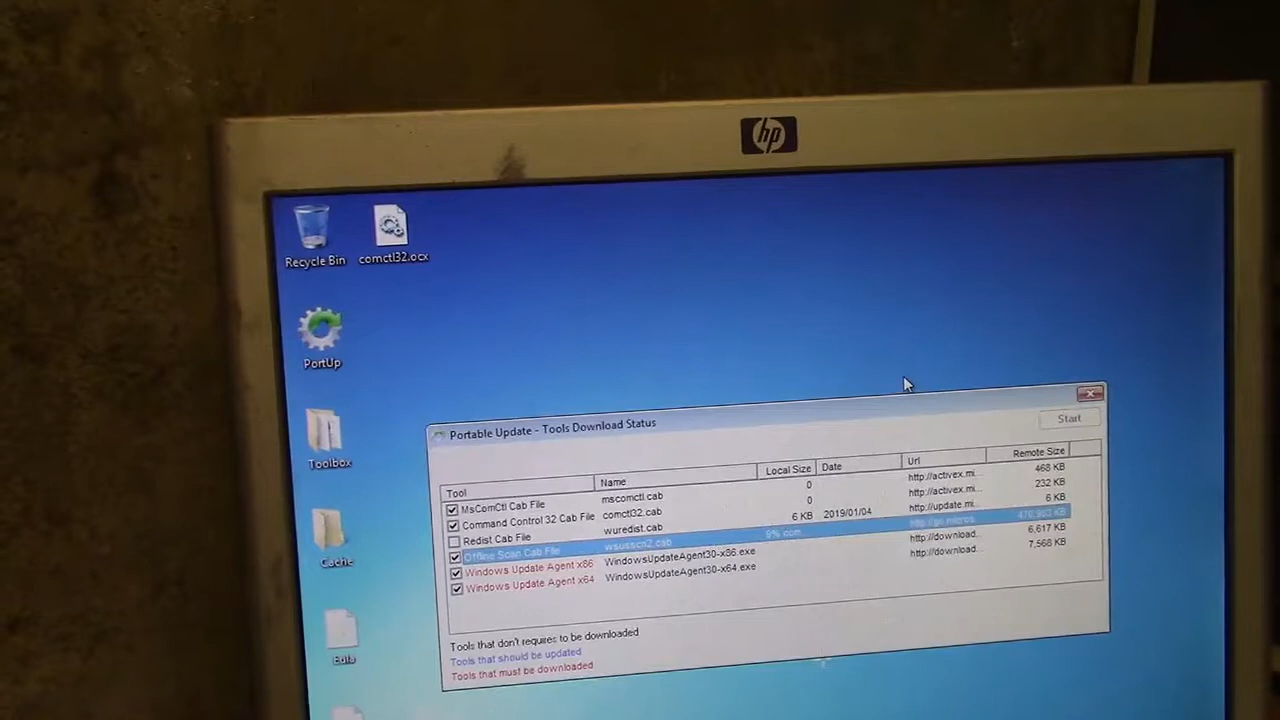 hp
Recycle Bin
comctl32.ocx
PortUp
Toolbox
Cache
Eula
Portable Update - Tools Download Status
Start
Tool Name Local Size Date Url Remote Size
MsComCtl Cab File mscomctl.cab 0 http://activex.mi... 468 KB
Command Control 32 Cab File comctl32.cab 0 http://activex.mi... 232 KB
Redist Cab File wuredist.cab 6 KB 2019/01/04 http://update.mi... 6 KB
Offline Scan Cab File wsusscn2.cab 9% com
Windows Update Agent x86 WindowsUpdateAgent30-x86.exe http://download... 6,617 KB
Windows Update Agent x64 WindowsUpdateAgent30-x64.exe http://download... 7,568 KB
Tools that don't requires to be downloaded
Tools that should be updated
Tools that must be downloaded